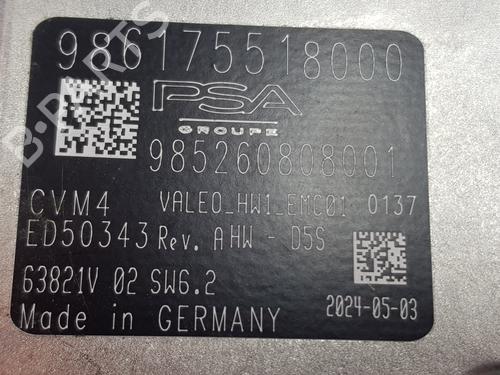 986175518000
PSA
GROUPE
985260808001
CVM4 VALEO_HW1_EMC01 0137
ED50343 Rev. A HW - D5S
63821V 02 SW6.2
2024-05-03
Made in GERMANY
B-PARTS